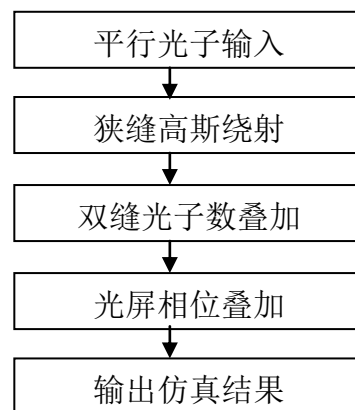 平行光子输入
狭缝高斯绕射
双缝光子数叠加
光屏相位叠加
输出仿真结果